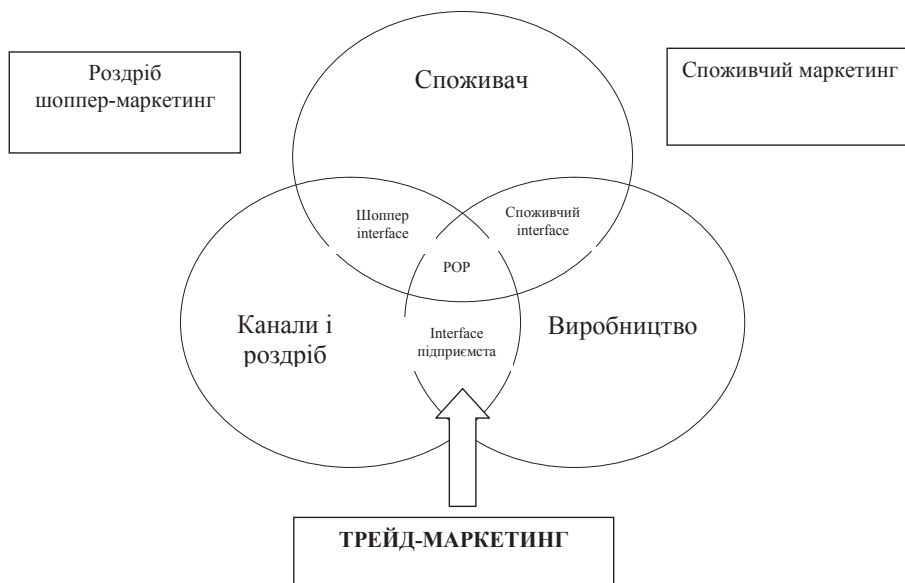 Роздріб
шоппер-маркетинг
Споживач
Споживчий маркетинг
Шоппер
interface
Споживчий
interface
POP
Канали і
роздріб
Interface
підприємста
Виробництво
ТРЕЙД-МАРКЕТИНГ